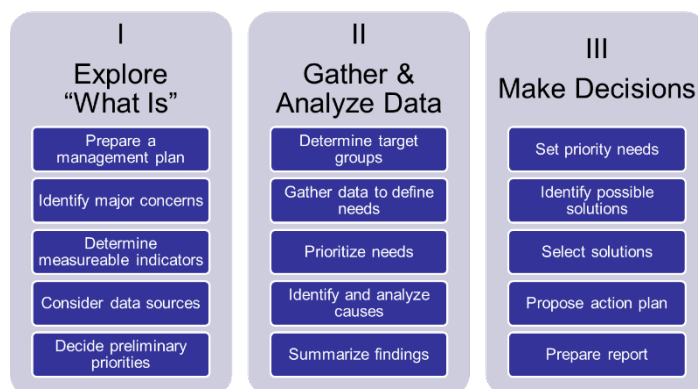 I
Explore
“What Is”
Prepare a
management plan
Identify major concerns
Determine
measureable indicators
Consider data sources
Decide preliminary
priorities
II
Gather &
Analyze Data
Determine target
groups
Gather data to define
needs
Prioritize needs
Identify and analyze
causes
Summarize findings
III
Make Decisions
Set priority needs
Identify possible
solutions
Select solutions
Propose action plan
Prepare report